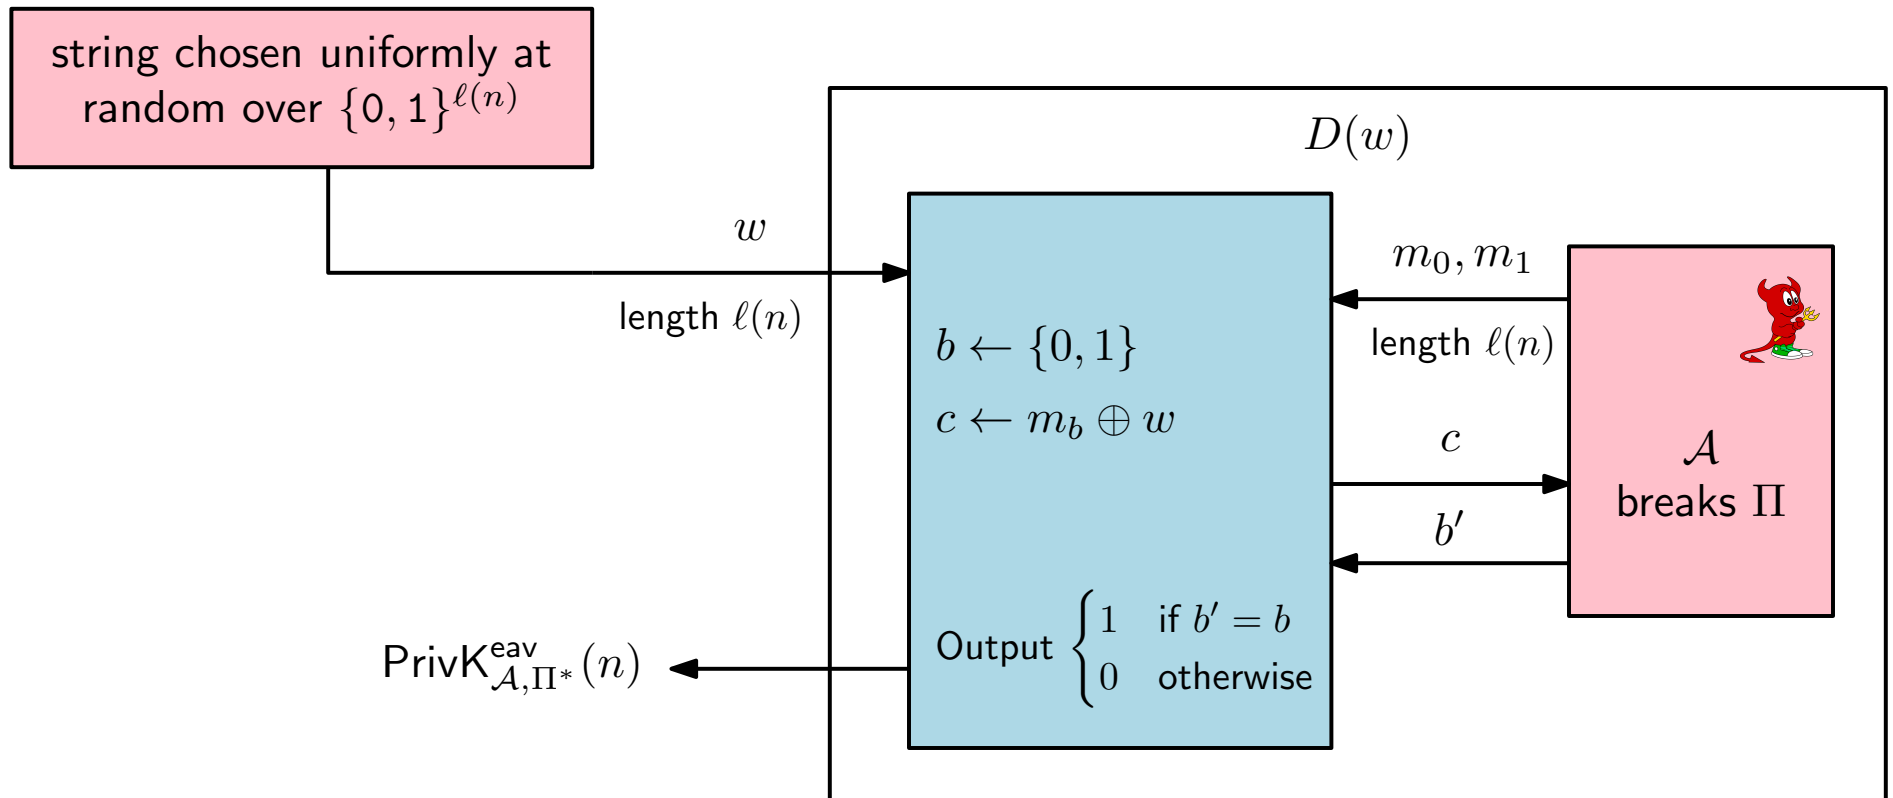 string chosen uniformly at
random over {0, 1}^{ℓ(n)}
D(w)
w
length ℓ(n)
m₀, m₁
length ℓ(n)
b ← {0, 1}
c ← m_b ⊕ w
c
𝒜
breaks Π
b′
Output { 1 if b′ = b
0 otherwise
PrivK^{eav}_{𝒜,Π*}(n)